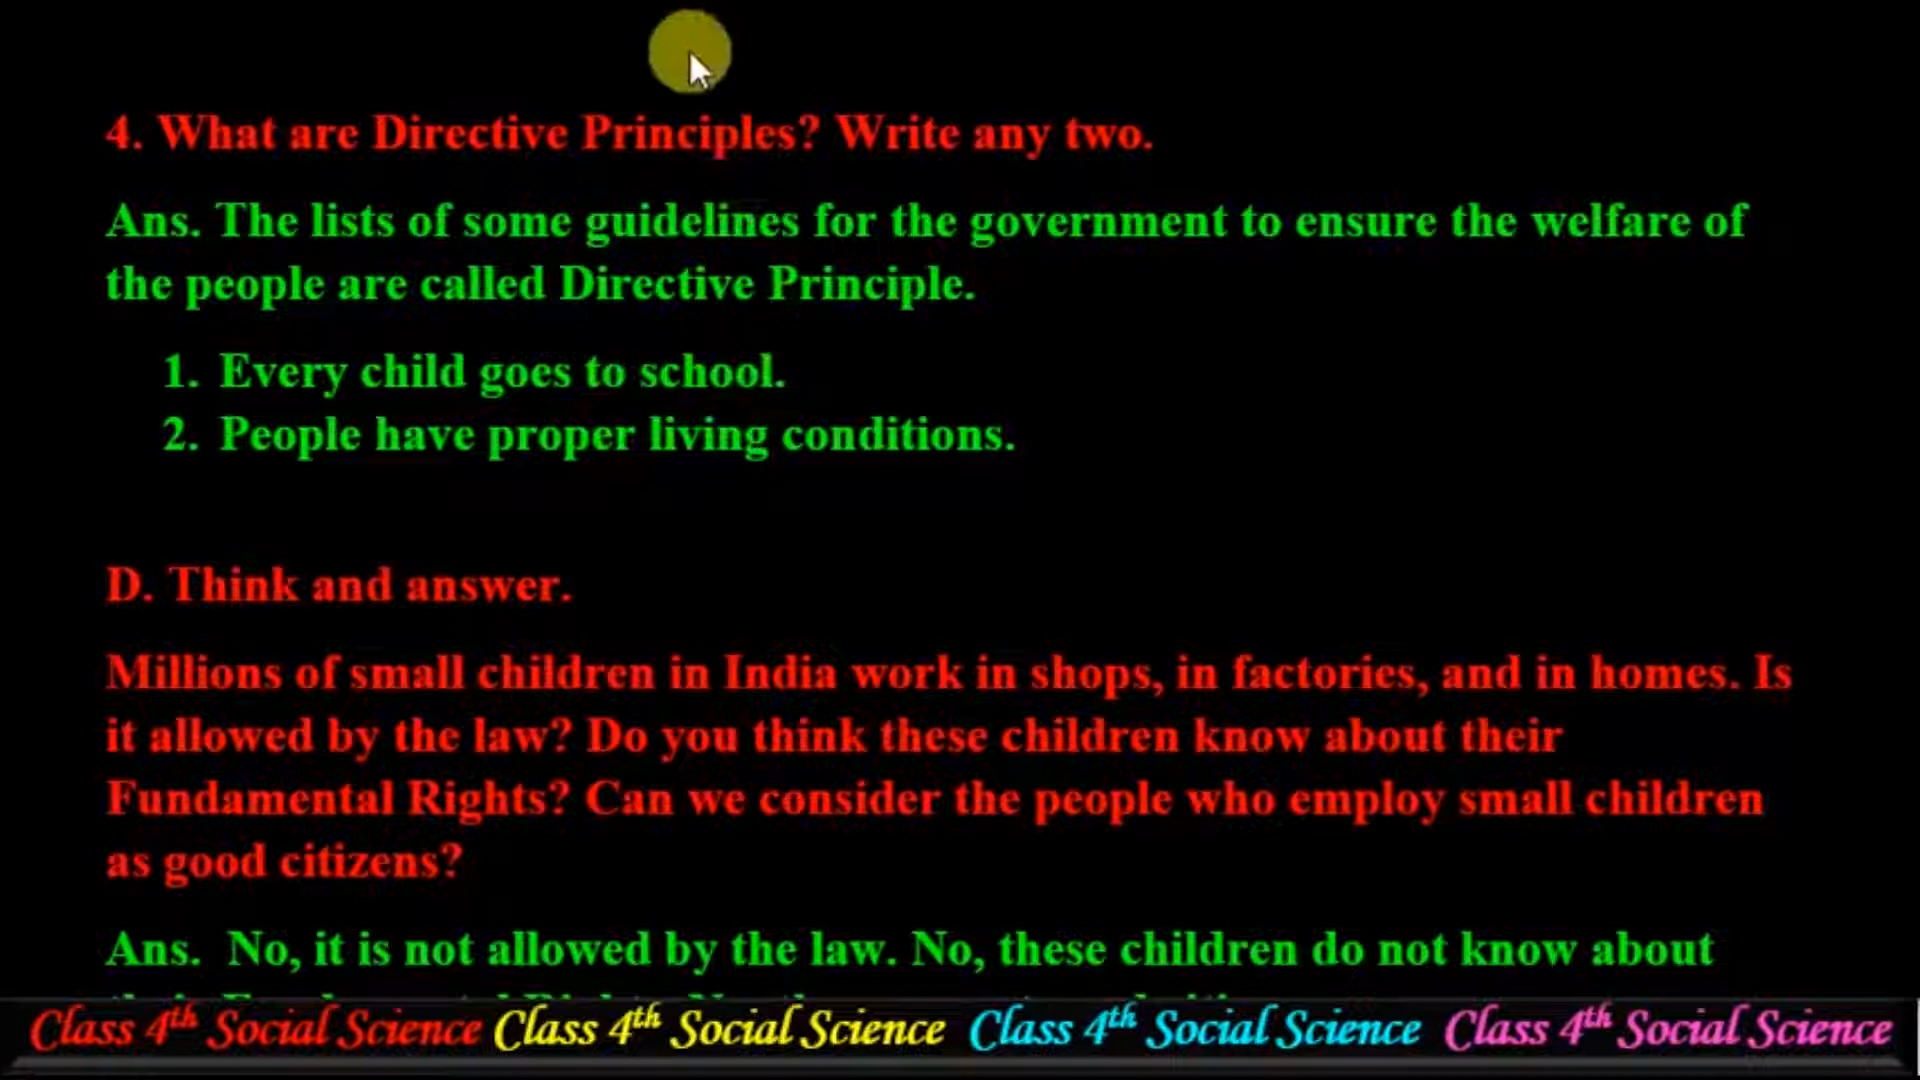 4. What are Directive Principles? Write any two.
Ans. The lists of some guidelines for the government to ensure the welfare of
the people are called Directive Principle.
1. Every child goes to school.
2. People have proper living conditions.
D. Think and answer.
Millions of small children in India work in shops, in factories, and in homes. Is
it allowed by the law? Do you think these children know about their
Fundamental Rights? Can we consider the people who employ small children
as good citizens?
Ans. No, it is not allowed by the law. No, these children do not know about
Class 4th Social Science Class 4th Social Science Class 4th Social Science Class 4th Social Science